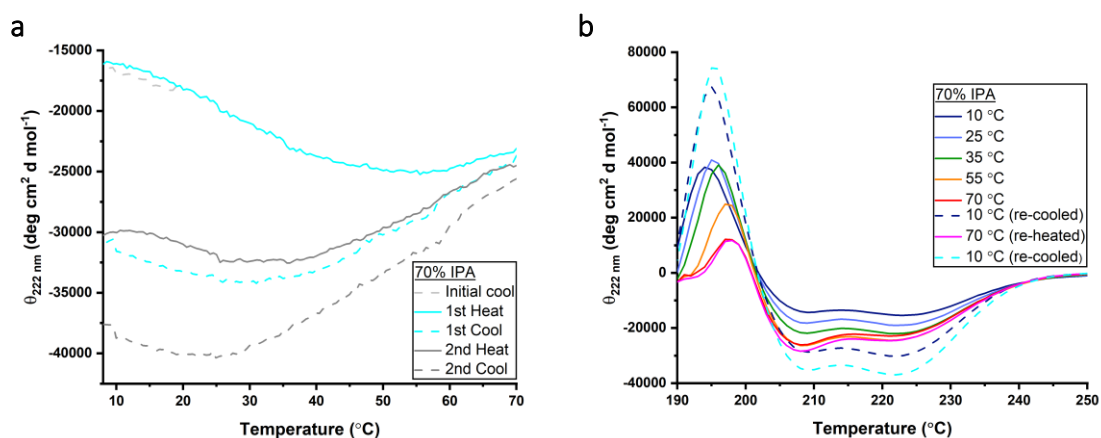 a
-15000
-20000
-25000
-30000
-35000
-40000
θ222 nm (deg cm2 d mol-1)
70% IPA
Initial cool
1st Heat
1st Cool
2nd Heat
2nd Cool
10 20 30 40 50 60 70
Temperature (°C)
b
80000
60000
40000
20000
0
-20000
-40000
θ222 nm (deg cm2 d mol-1)
70% IPA
10 °C
25 °C
35 °C
55 °C
70 °C
10 °C (re-cooled)
70 °C (re-heated)
10 °C (re-cooled)
190 200 210 220 230 240 250
Temperature (°C)